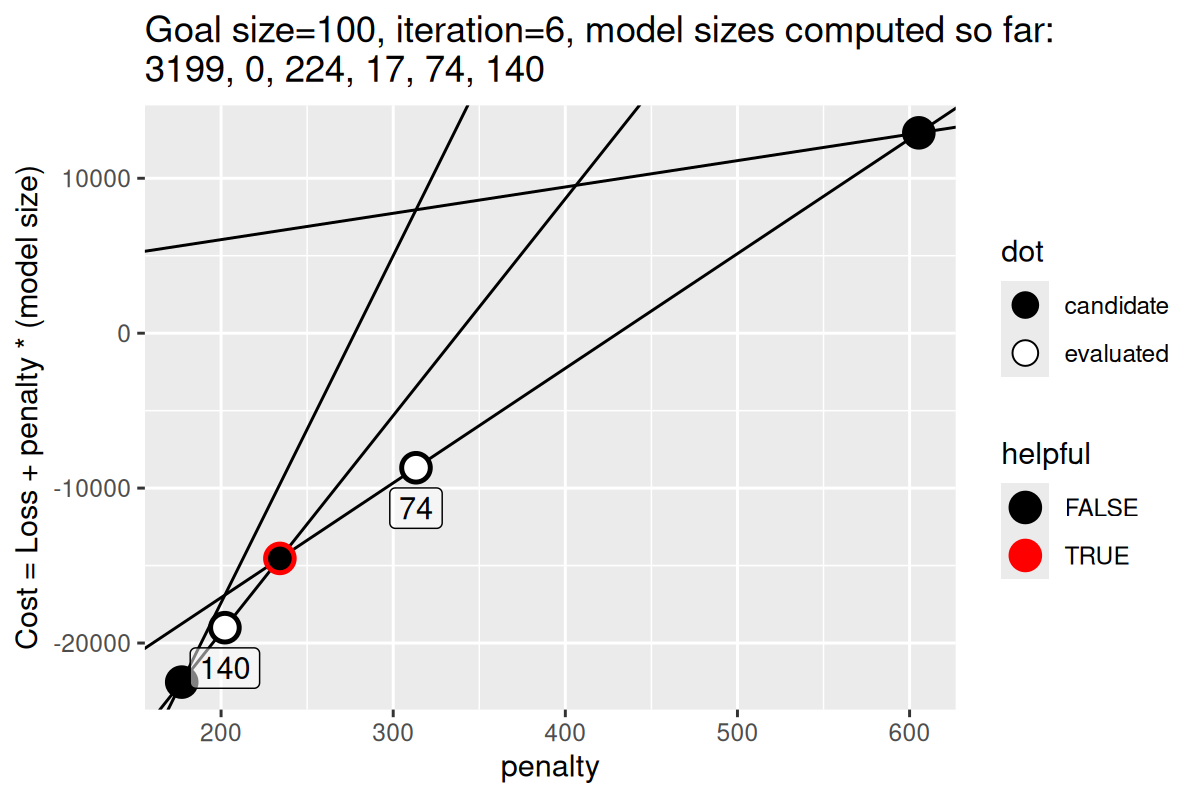 Goal size=100, iteration=6, model sizes computed so far:
3199, 0, 224, 17, 74, 140
Cost = Loss + penalty * (model size)
10000
0
-10000
-20000
74
140
200
300
400
500
600
penalty
dot
candidate
evaluated
helpful
FALSE
TRUE